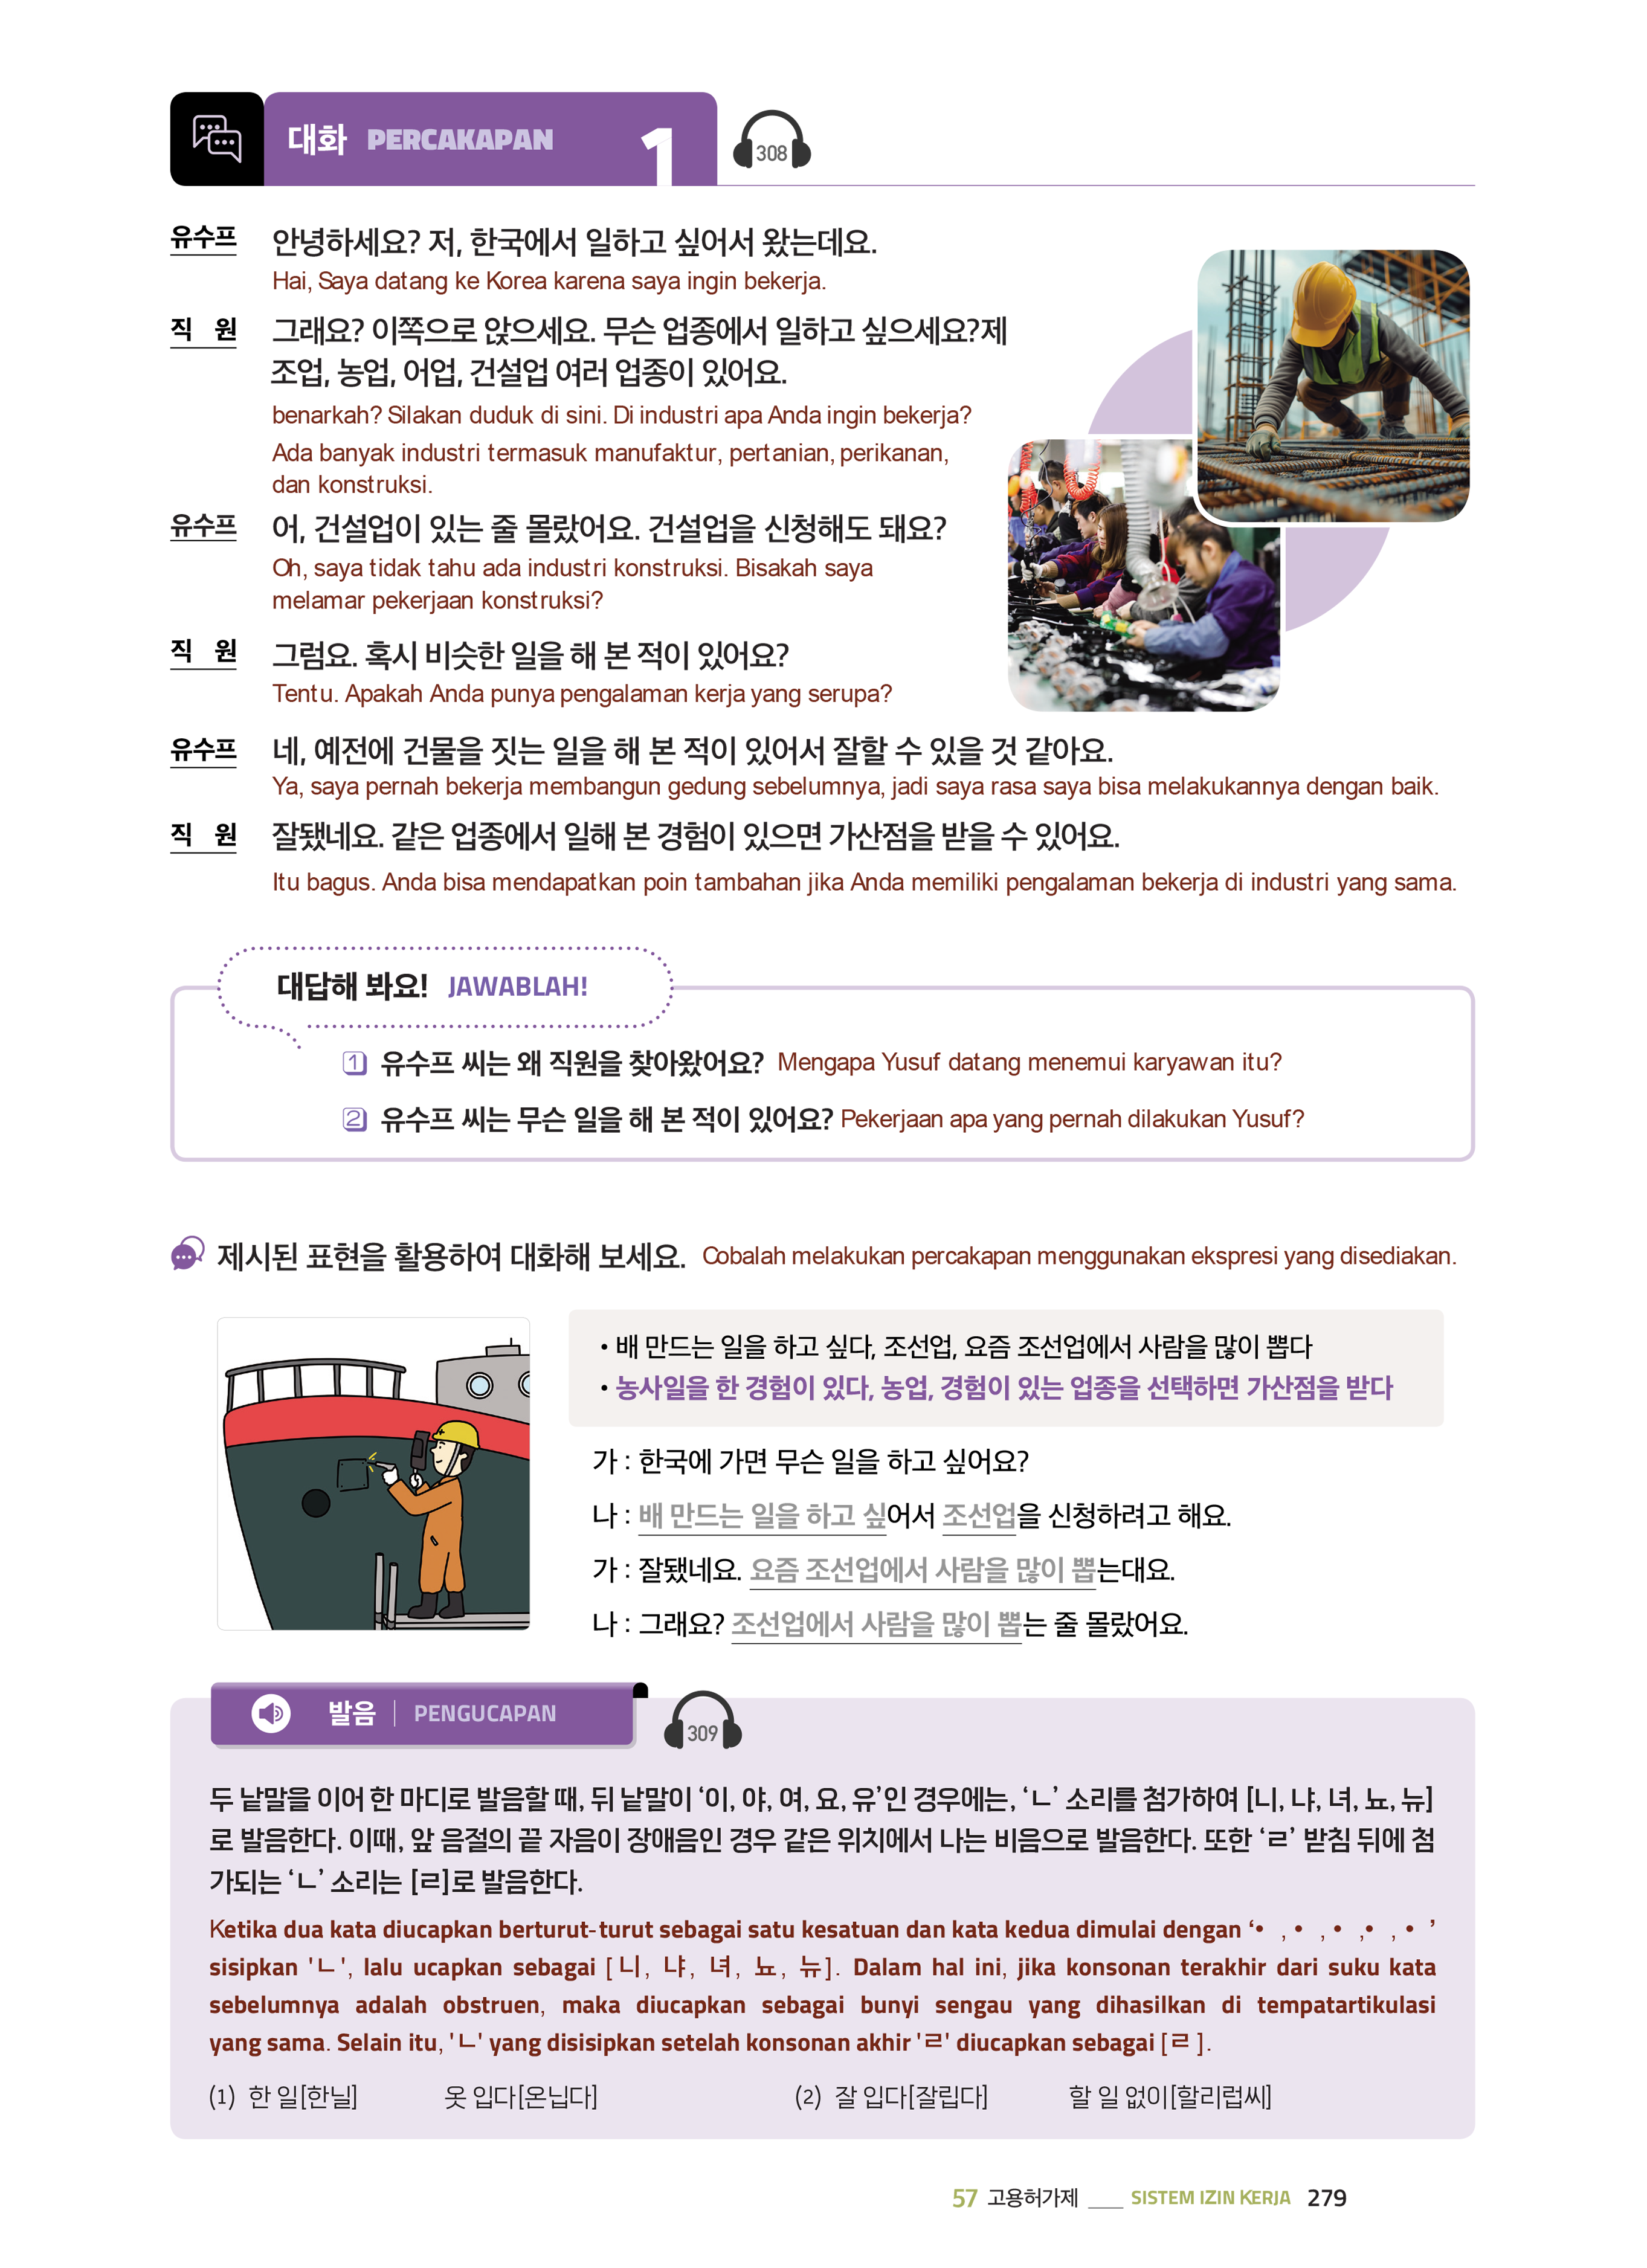 대화 PERCAKAPAN 1 308
유수프 안녕하세요? 저, 한국에서 일하고 싶어서 왔는데요.
Hai, Saya datang ke Korea karena saya ingin bekerja.
직 원 그래요? 이쪽으로 앉으세요. 무슨 업종에서 일하고 싶으세요?제
조업, 농업, 어업, 건설업 여러 업종이 있어요.
benarkah? Silakan duduk di sini. Di industri apa Anda ingin bekerja?
Ada banyak industri termasuk manufaktur, pertanian, perikanan,
dan konstruksi.
유수프 어, 건설업이 있는 줄 몰랐어요. 건설업을 신청해도 돼요?
Oh, saya tidak tahu ada industri konstruksi. Bisakah saya
melamar pekerjaan konstruksi?
직 원 그럼요. 혹시 비슷한 일을 해 본 적이 있어요?
Tentu. Apakah Anda punya pengalaman kerja yang serupa?
유수프 네, 예전에 건물을 짓는 일을 해 본 적이 있어서 잘할 수 있을 것 같아요.
Ya, saya pernah bekerja membangun gedung sebelumnya, jadi saya rasa saya bisa melakukannya dengan baik.
직 원 잘됐네요. 같은 업종에서 일해 본 경험이 있으면 가산점을 받을 수 있어요.
Itu bagus. Anda bisa mendapatkan poin tambahan jika Anda memiliki pengalaman bekerja di industri yang sama.
대답해 봐요! JAWABLAH!
1 유수프 씨는 왜 직원을 찾아왔어요? Mengapa Yusuf datang menemui karyawan itu?
2 유수프 씨는 무슨 일을 해 본 적이 있어요? Pekerjaan apa yang pernah dilakukan Yusuf?
제시된 표현을 활용하여 대화해 보세요. Cobalah melakukan percakapan menggunakan ekspresi yang disediakan.
• 배 만드는 일을 하고 싶다, 조선업, 요즘 조선업에서 사람을 많이 뽑다
• 농사일을 한 경험이 있다, 농업, 경험이 있는 업종을 선택하면 가산점을 받다
가 : 한국에 가면 무슨 일을 하고 싶어요?
나 : 배 만드는 일을 하고 싶어서 조선업을 신청하려고 해요.
가 : 잘됐네요. 요즘 조선업에서 사람을 많이 뽑는대요.
나 : 그래요? 조선업에서 사람을 많이 뽑는 줄 몰랐어요.
발음 | PENGUCAPAN 309
두 낱말을 이어 한 마디로 발음할 때, 뒤 낱말이 ‘이, 야, 여, 요, 유’인 경우에는, ‘ㄴ’ 소리를 첨가하여 [니, 냐, 녀, 뇨, 뉴]
로 발음한다. 이때, 앞 음절의 끝 자음이 장애음인 경우 같은 위치에서 나는 비음으로 발음한다. 또한 ‘ㄹ’ 받침 뒤에 첨
가되는 ‘ㄴ’ 소리는 [ㄹ]로 발음한다.
Ketika dua kata diucapkan berturut-turut sebagai satu kesatuan dan kata kedua dimulai dengan ‘• , • , • ,• , • ’
sisipkan 'ㄴ', lalu ucapkan sebagai [니, 냐, 녀, 뇨, 뉴]. Dalam hal ini, jika konsonan terakhir dari suku kata
sebelumnya adalah obstruen, maka diucapkan sebagai bunyi sengau yang dihasilkan di tempatartikulasi
yang sama. Selain itu, 'ㄴ' yang disisipkan setelah konsonan akhir 'ㄹ' diucapkan sebagai [ㄹ ].
(1) 한 일[한닐] 옷 입다[온닙다] (2) 잘 입다[잘립다] 할 일 없이[할리럽씨]
57 고용허가제 ___ SISTEM IZIN KERJA 279